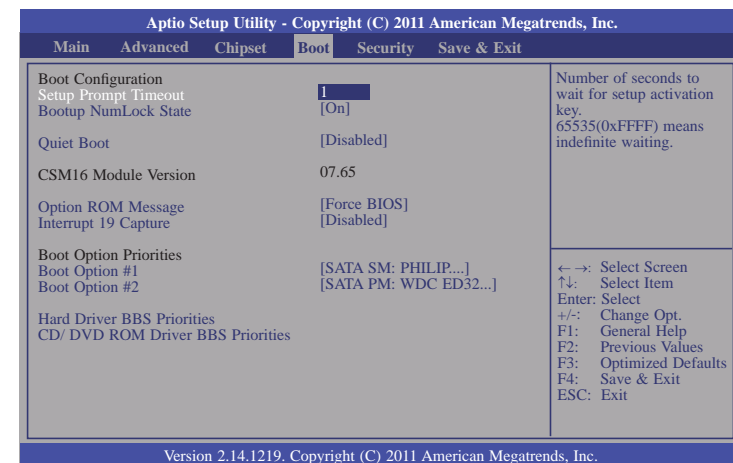 Aptio Setup Utility - Copyright (C) 2011 American Megatrends, Inc.
Main Advanced Chipset Boot Security Save & Exit
Boot Configuration
Setup Prompt Timeout 1
Bootup NumLock State [On]
Quiet Boot [Disabled]
CSM16 Module Version 07.65
Option ROM Message [Force BIOS]
Interrupt 19 Capture [Disabled]
Boot Option Priorities
Boot Option #1 [SATA SM: PHILIP....]
Boot Option #2 [SATA PM: WDC ED32...]
Hard Driver BBS Priorities
CD/ DVD ROM Driver BBS Priorities
Number of seconds to
wait for setup activation
key.
65535(0xFFFF) means
indefinite waiting.
←→: Select Screen
↑↓: Select Item
Enter: Select
+/-: Change Opt.
F1: General Help
F2: Previous Values
F3: Optimized Defaults
F4: Save & Exit
ESC: Exit
Version 2.14.1219. Copyright (C) 2011 American Megatrends, Inc.